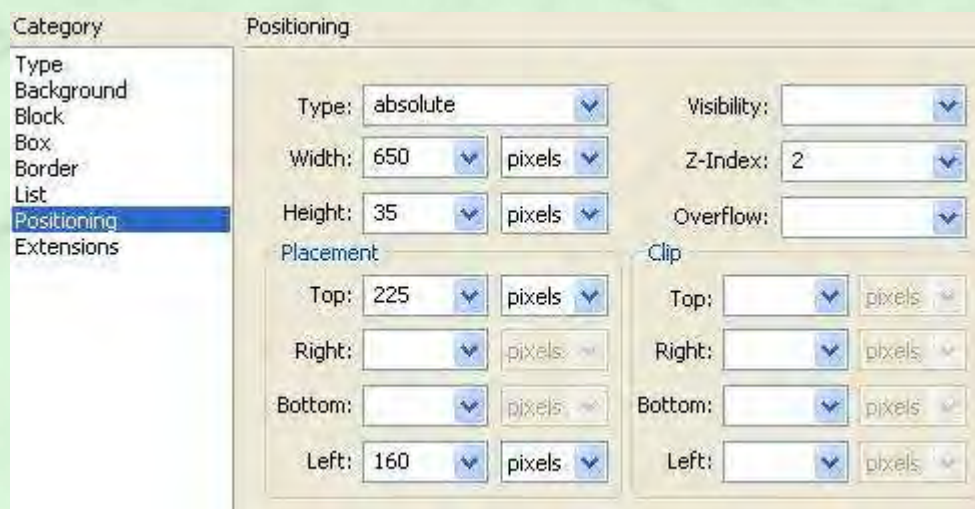 Category
Positioning
Type
Background
Block
Box
Border
List
Positioning
Extensions
Type: absolute
Visibility:
Width: 650 pixels
Z-Index: 2
Height: 35 pixels
Overflow:
Placement
Clip
Top: 225 pixels
Top: pixels
Right: pixels
Right: pixels
Bottom: pixels
Bottom: pixels
Left: 160 pixels
Left: pixels